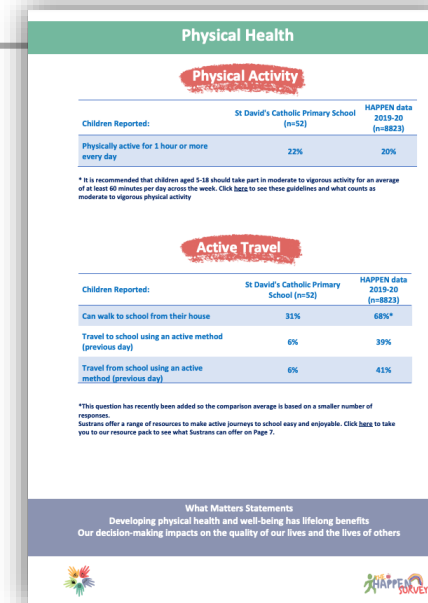 Physical Health
Physical Activity
Children Reported:
St David's Catholic Primary School
(n=52)
HAPPEN data
2019-20
(n=8823)
Physically active for 1 hour or more
every day
22%
20%
* It is recommended that children aged 5-18 should take part in moderate to vigorous activity for an average
of at least 60 minutes per day across the week. Click here to see these guidelines and what counts as
moderate to vigorous physical activity
Active Travel
Children Reported:
St David's Catholic Primary
School (n=52)
HAPPEN data
2019-20
(n=8823)
Can walk to school from their house
31%
68%*
Travel to school using an active method
(previous day)
6%
39%
Travel from school using an active
method (previous day)
6%
41%
*This question has recently been added so the comparison average is based on a smaller number of
responses.
Sustrans offer a range of resources to make active journeys to school easy and enjoyable. Click here to take
you to our resource pack to see what Sustrans can offer on Page 7.
What Matters Statements
Developing physical health and well-being has lifelong benefits
Our decision-making impacts on the quality of our lives and the lives of others
HAPPEN
SURVEY